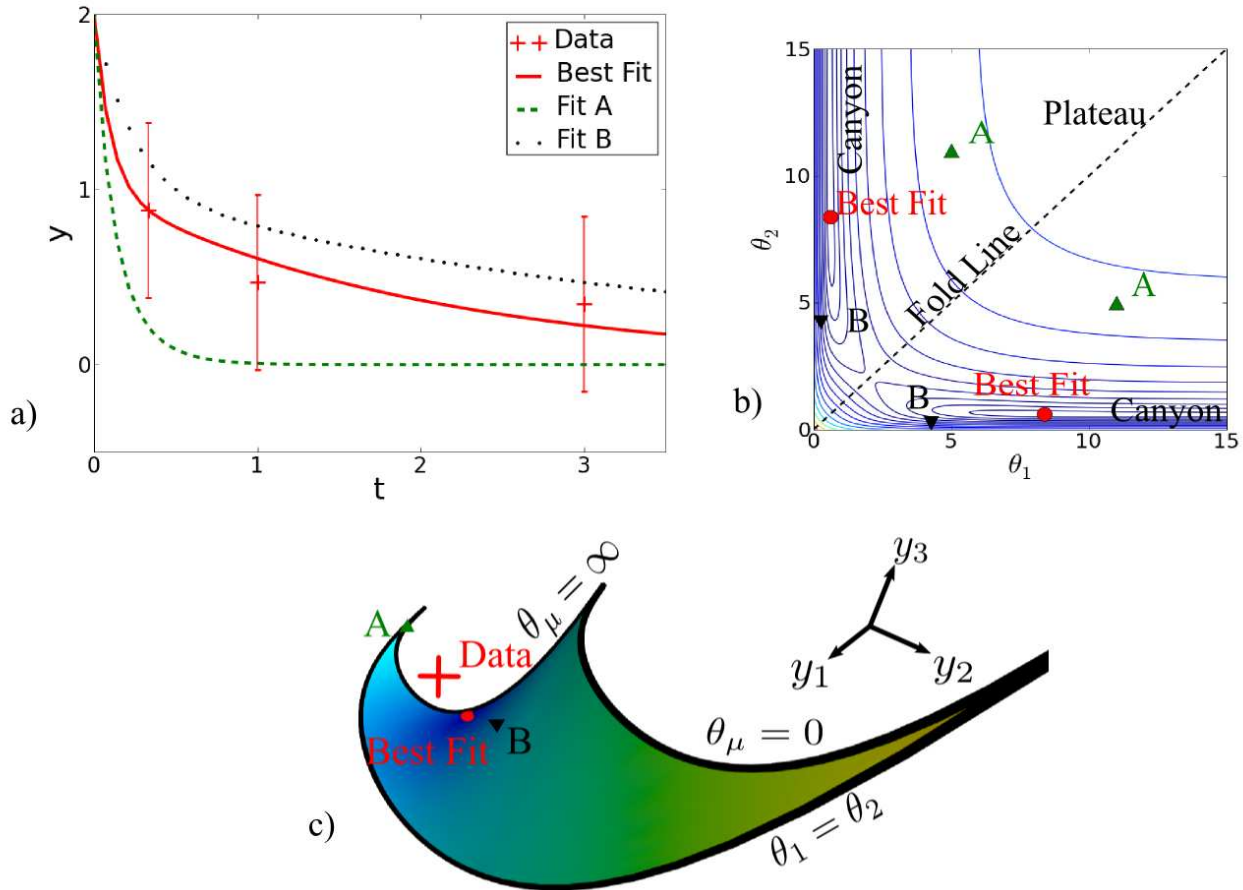 2
1
0
y
0
1
2
3
t
Data
Best Fit
Fit A
Fit B
a)
15
10
5
0
θ2
0
5
10
15
θ1
Canyon
Plateau
A
Best Fit
Fold Line
A
B
B
Best Fit
Canyon
b)
A
Data
θμ = ∞
Best Fit
B
y3
y1
y2
θμ = 0
θ1 = θ2
c)